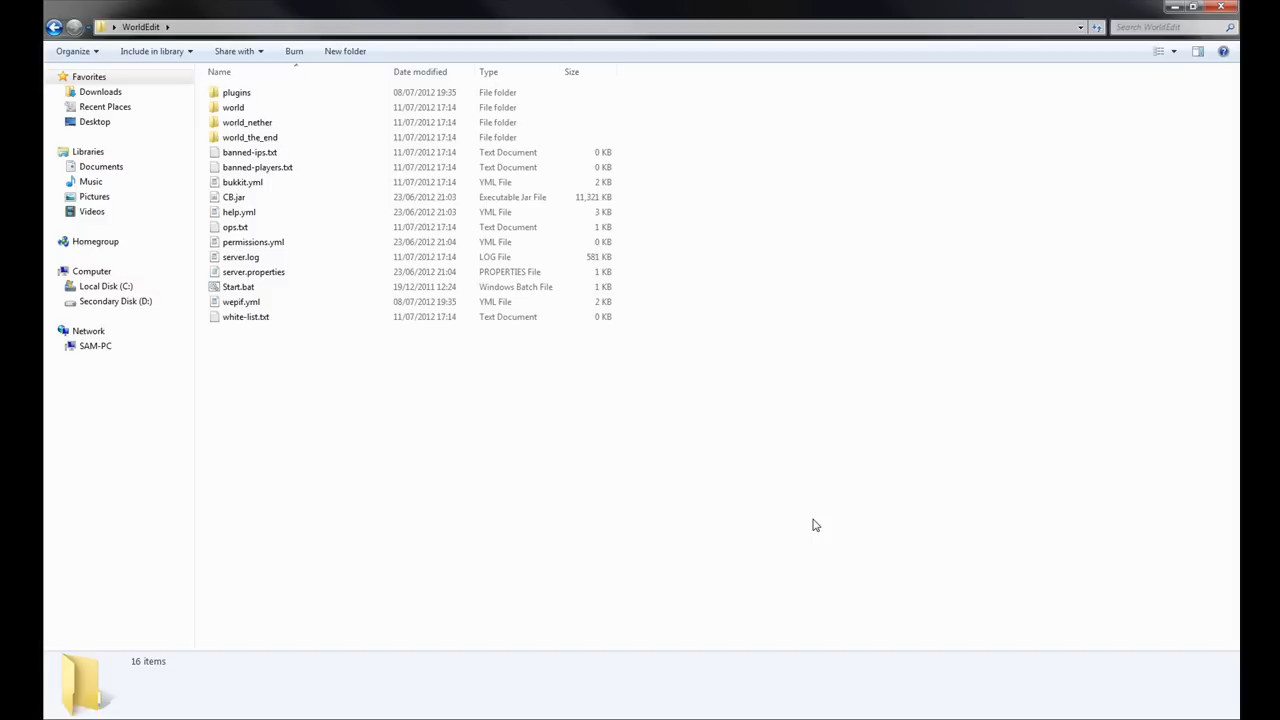 WorldEdit
Search WorldEdit
Organize Include in library Share with Burn New folder
Name Date modified Type Size
Favorites
Downloads
Recent Places
Desktop
Libraries
Documents
Music
Pictures
Videos
Homegroup
Computer
Local Disk (C:)
Secondary Disk (D:)
Network
SAM-PC
plugins 08/07/2012 19:35 File folder
world 11/07/2012 17:14 File folder
world_nether 11/07/2012 17:14 File folder
world_the_end 11/07/2012 17:14 File folder
banned-ips.txt 11/07/2012 17:14 Text Document 0 KB
banned-players.txt 11/07/2012 17:14 Text Document 0 KB
bukkit.yml 11/07/2012 17:14 YML File 2 KB
CB.jar 23/06/2012 21:03 Executable Jar File 11,321 KB
help.yml 23/06/2012 21:03 YML File 3 KB
ops.txt 11/07/2012 17:14 Text Document 1 KB
permissions.yml 23/06/2012 21:04 YML File 0 KB
server.log 11/07/2012 17:14 LOG File 581 KB
server.properties 23/06/2012 21:04 PROPERTIES File 1 KB
Start.bat 19/12/2011 12:24 Windows Batch File 1 KB
wepif.yml 08/07/2012 19:35 YML File 2 KB
white-list.txt 11/07/2012 17:14 Text Document 0 KB
16 items